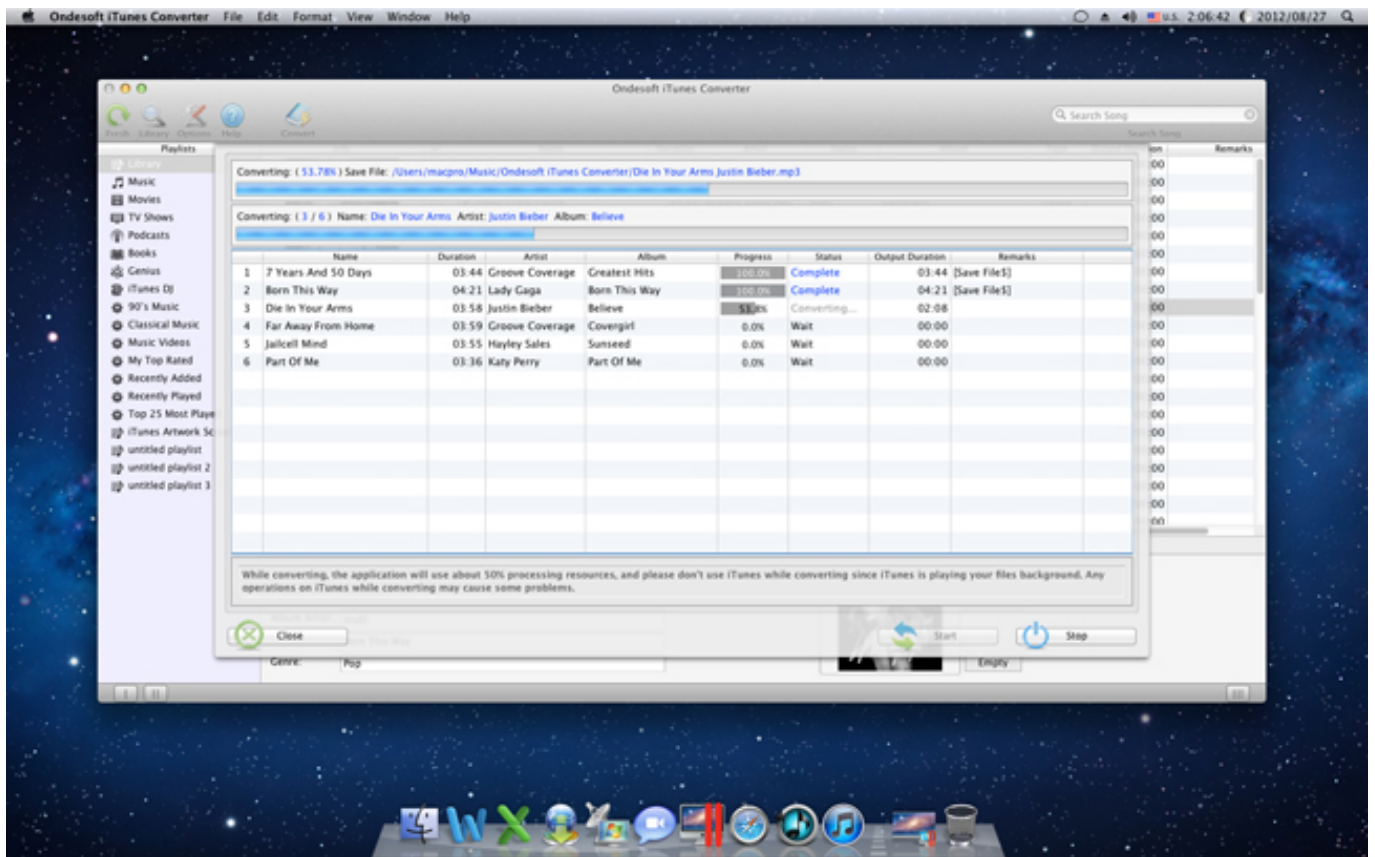 Ondesoft iTunes Converter File Edit Format View Window Help U.S. 2:06:42 2012/08/27
Ondesoft iTunes Converter
Fresh Library Options Help Convert
Search Song
Search Song
Playlists
Library
Music
Movies
TV Shows
Podcasts
Books
Genius
iTunes DJ
90's Music
Classical Music
Music Videos
My Top Rated
Recently Added
Recently Played
Top 25 Most Playe
iTunes Artwork Sc
untitled playlist
untitled playlist 2
untitled playlist 3
Remarks
Converting: ( 53.78% ) Save File: /Users/macpro/Music/Ondesoft iTunes Converter/Die In Your Arms Justin Bieber.mp3
Converting: ( 3 / 6 ) Name: Die In Your Arms Artist: Justin Bieber Album: Believe
Name Duration Artist Album Progress Status Output Duration Remarks
1 7 Years And 50 Days 03:44 Groove Coverage Greatest Hits 100.0% Complete 03:44 [Save File$]
2 Born This Way 04:21 Lady Gaga Born This Way 100.0% Complete 04:21 [Save File$]
3 Die In Your Arms 03:58 Justin Bieber Believe 53.8% Converting... 02:08
4 Far Away From Home 03:59 Groove Coverage Covergirl 0.0% Wait 00:00
5 Jailcell Mind 03:55 Hayley Sales Sunseed 0.0% Wait 00:00
6 Part Of Me 03:36 Katy Perry Part Of Me 0.0% Wait 00:00
While converting, the application will use about 50% processing resources, and please don't use iTunes while converting since iTunes is playing your files background. Any
operations on iTunes while converting may cause some problems.
Close Start Stop
Genre: Pop Empty